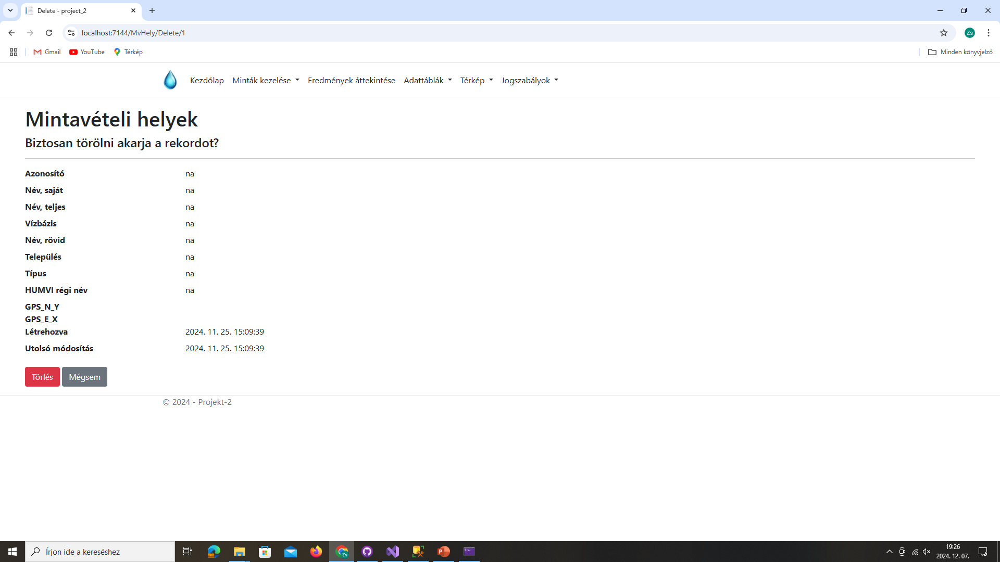 Delete - project_2
localhost:7144/MvHely/Delete/1
Zs
Gmail YouTube Térkép Minden könyvjelző
Kezdőlap Minták kezelése Eredmények áttekintése Adattáblák Térkép Jogszabályok
Mintavételi helyek
Biztosan törölni akarja a rekordot?
Azonosító na
Név, saját na
Név, teljes na
Vízbázis na
Név, rövid na
Település na
Típus na
HUMVI régi név na
GPS_N_Y
GPS_E_X
Létrehozva 2024. 11. 25. 15:09:39
Utolsó módosítás 2024. 11. 25. 15:09:39
Törlés Mégsem
© 2024 - Projekt-2
Írjon ide a kereséshez
Zs
19:26
2024. 12. 07.